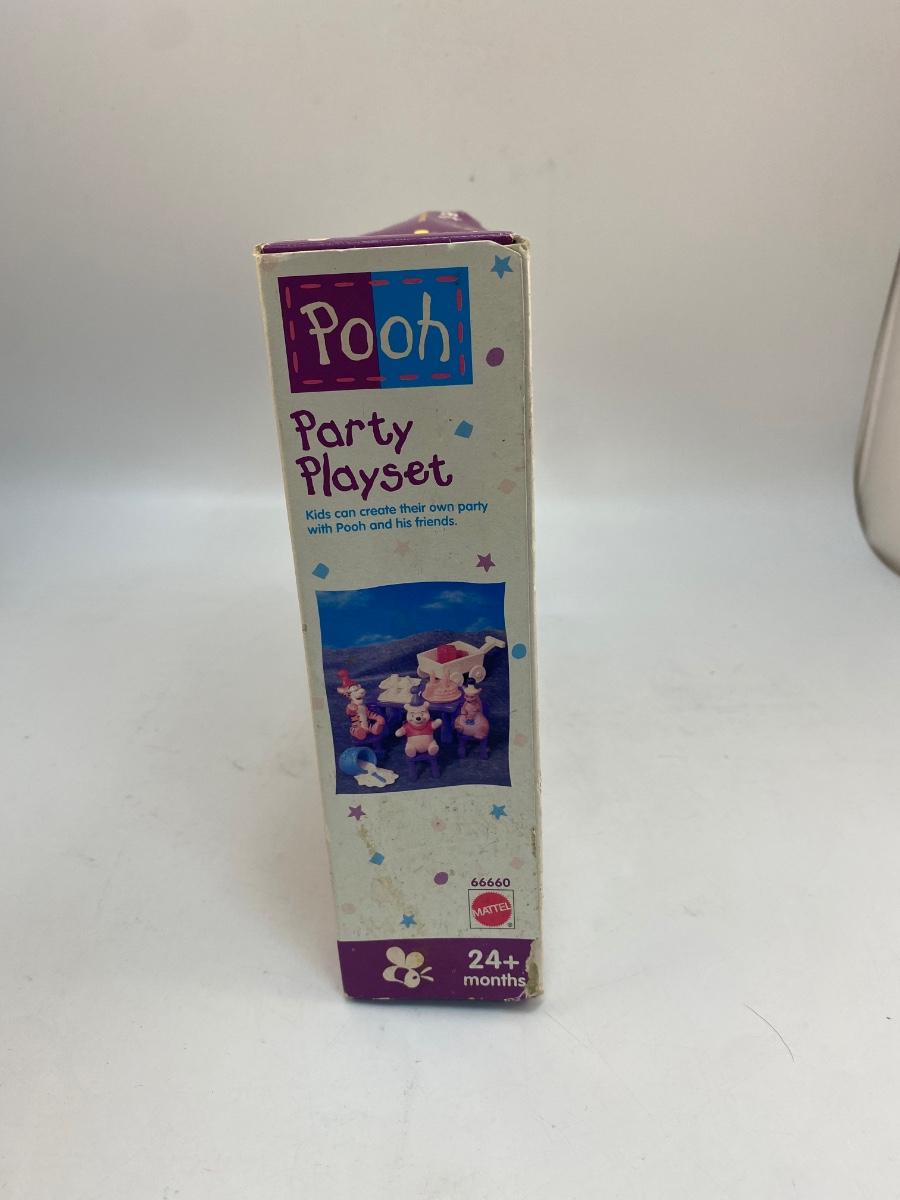 Pooh
Party
Playset
Kids can create their own party
with Pooh and his friends.
66660
MATTEL
®
24+
months